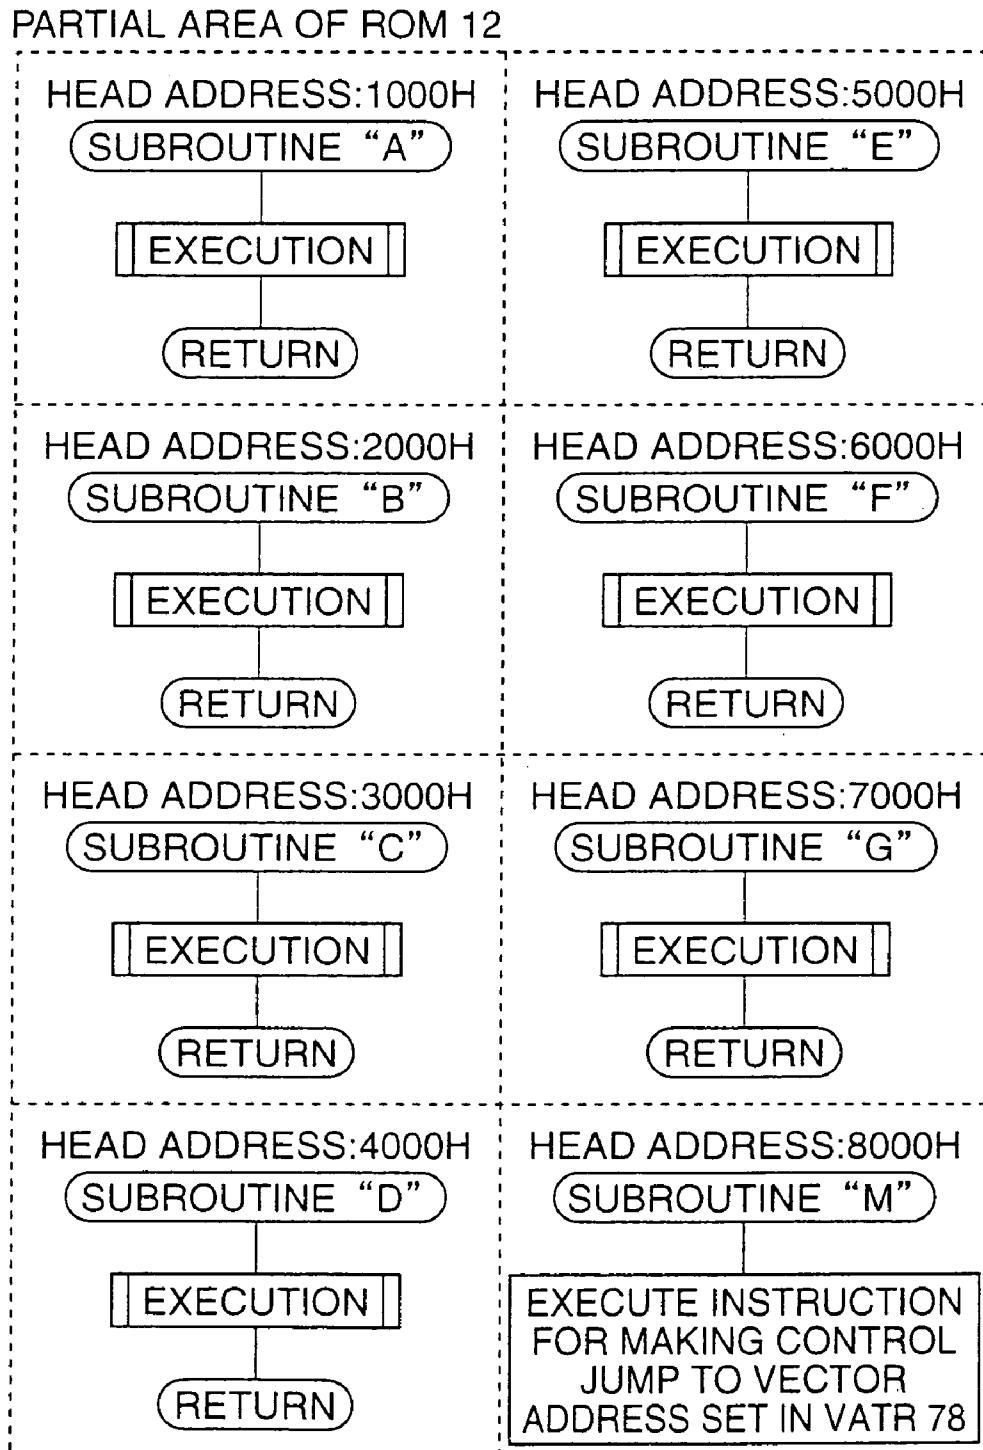 PARTIAL AREA OF ROM 12
HEAD ADDRESS:1000H
SUBROUTINE “A”
EXECUTION
RETURN
HEAD ADDRESS:2000H
SUBROUTINE “B”
EXECUTION
RETURN
HEAD ADDRESS:3000H
SUBROUTINE “C”
EXECUTION
RETURN
HEAD ADDRESS:4000H
SUBROUTINE “D”
EXECUTION
RETURN
HEAD ADDRESS:5000H
SUBROUTINE “E”
EXECUTION
RETURN
HEAD ADDRESS:6000H
SUBROUTINE “F”
EXECUTION
RETURN
HEAD ADDRESS:7000H
SUBROUTINE “G”
EXECUTION
RETURN
HEAD ADDRESS:8000H
SUBROUTINE “M”
EXECUTE INSTRUCTION
FOR MAKING CONTROL
JUMP TO VECTOR
ADDRESS SET IN VATR 78